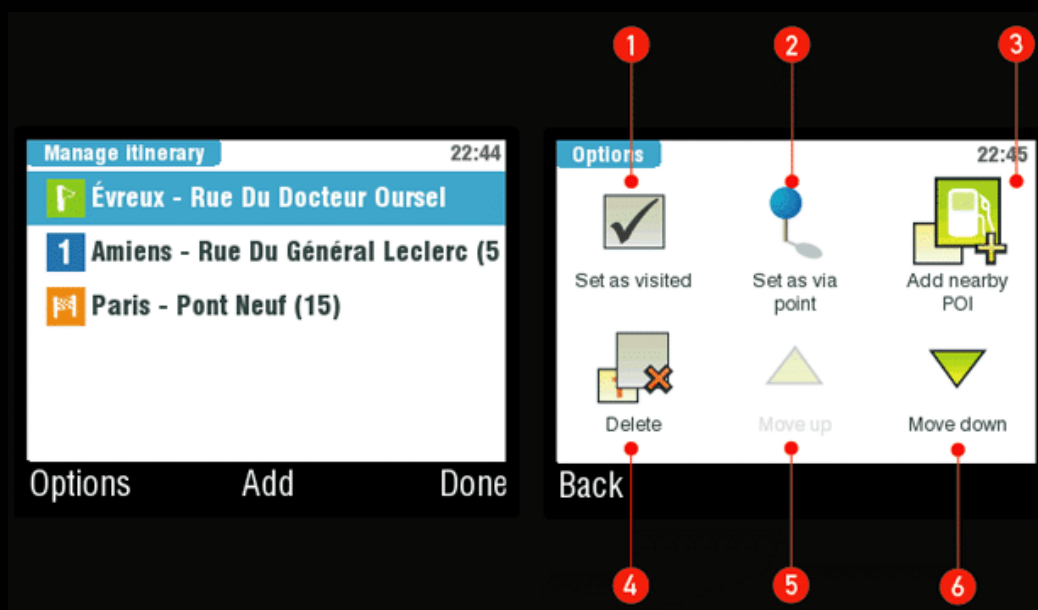 1 2 3
Manage itinerary 22:44
Évreux - Rue Du Docteur Oursel
1 Amiens - Rue Du Général Leclerc (5
Paris - Pont Neuf (15)
Options Add Done
Options 22:45
Set as visited
Set as via
point
Add nearby
POI
Delete
Move up
Move down
Back
4 5 6